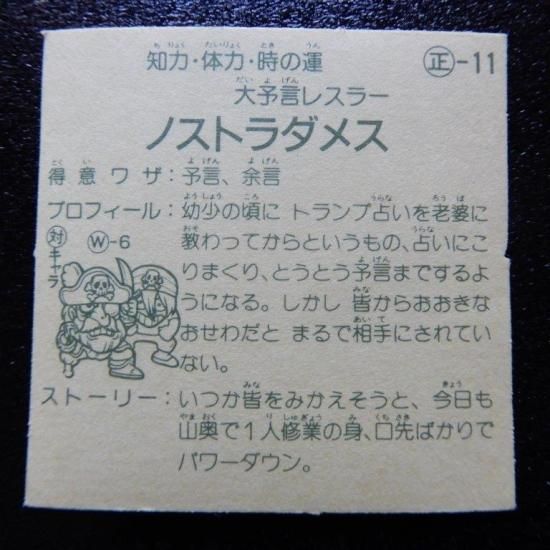 知力・体力・時の運
正-11
大予言レスラー
ノストラダメス
得意ワザ:予言、余言
プロフィール:幼少の頃に トランプ占いを老婆に
教わってからというもの、占いにこ
りまくり、とうとう予言までするよ
うになる。しかし 皆からおおきな
おせわだと まるで相手にされてい
ない。
対キャラ
W-6
ストーリー:いつか皆をみかえそうと、今日も
山奥で1人修業の身、口先ばかりで
パワーダウン。